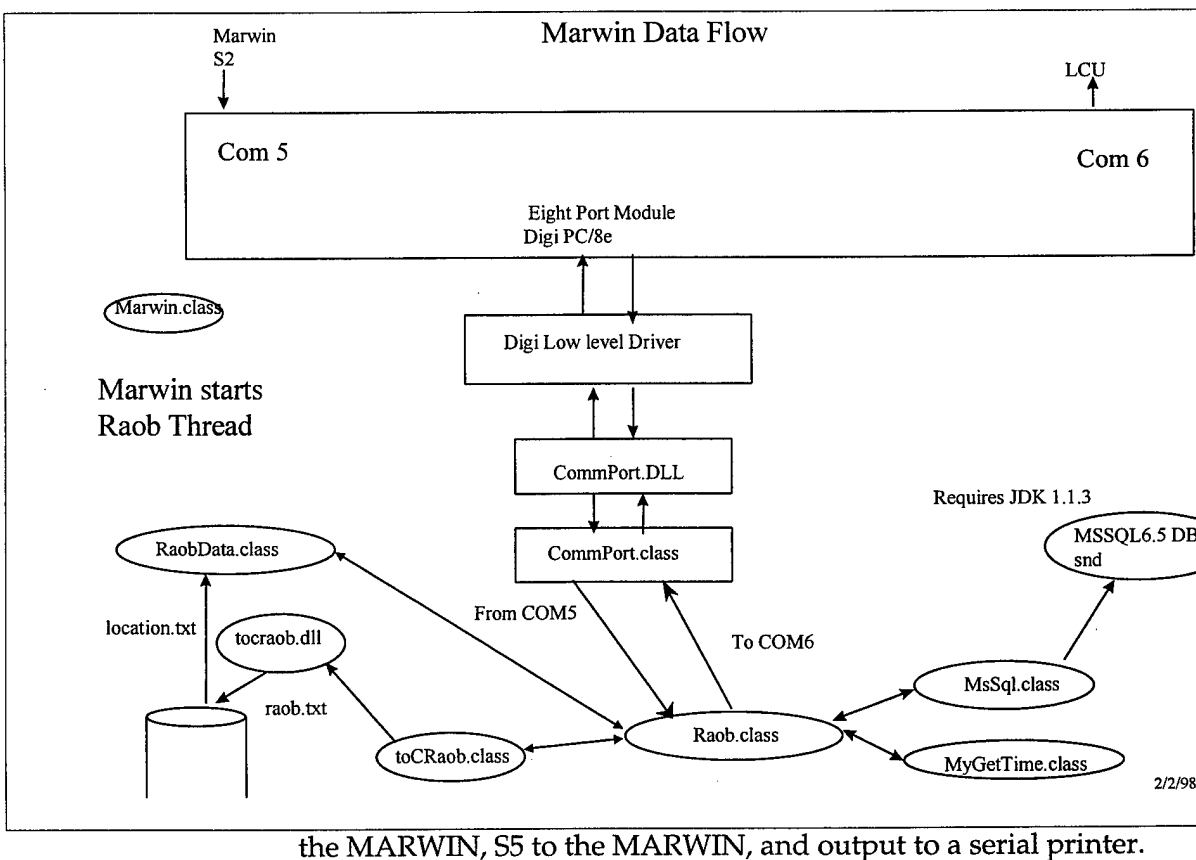 Marwin Data Flow
Marwin
S2
LCU
Com 5
Com 6
Eight Port Module
Digi PC/8e
Marwin.class
Digi Low level Driver
Marwin starts
Raob Thread
CommPort.DLL
Requires JDK 1.1.3
RaobData.class
CommPort.class
MSSQL6.5 DB
snd
From COM5
location.txt
tocraob.dll
To COM6
MsSql.class
raob.txt
Raob.class
toCRaob.class
MyGetTime.class
2/2/98
the MARWIN, S5 to the MARWIN, and output to a serial printer.